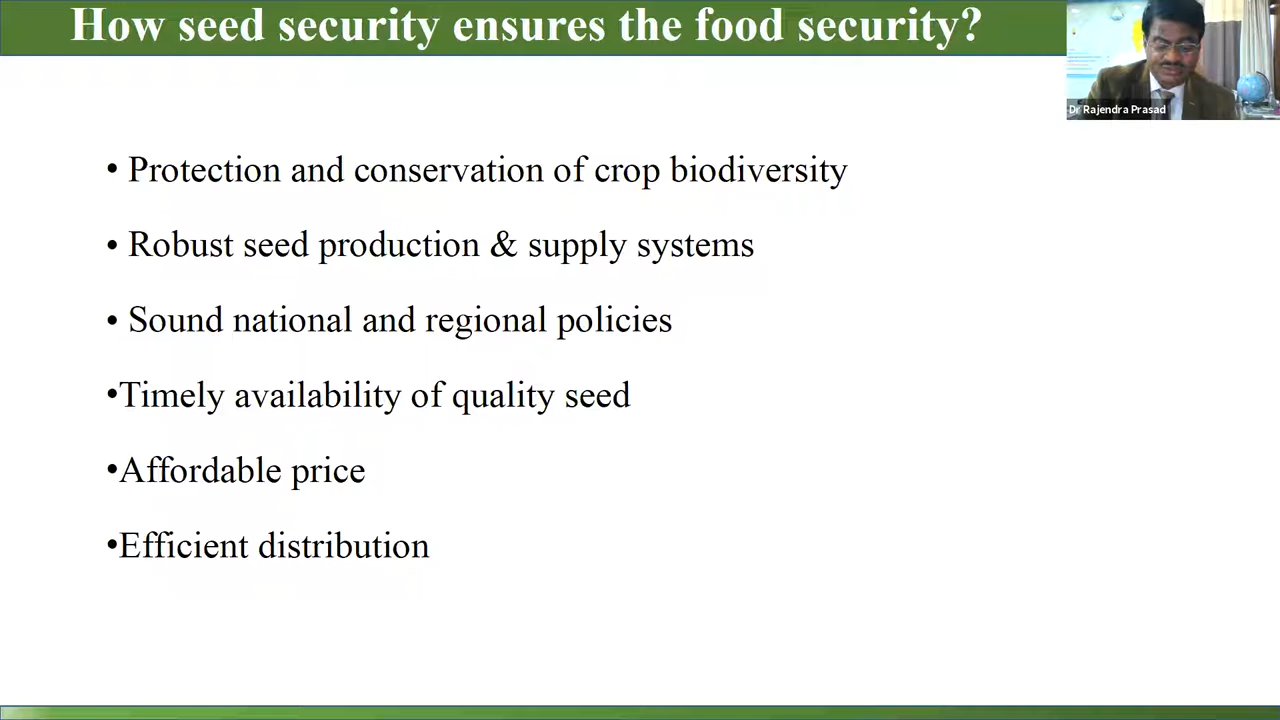 How seed security ensures the food security?
Dr Rajendra Prasad
• Protection and conservation of crop biodiversity
• Robust seed production & supply systems
• Sound national and regional policies
•Timely availability of quality seed
•Affordable price
•Efficient distribution